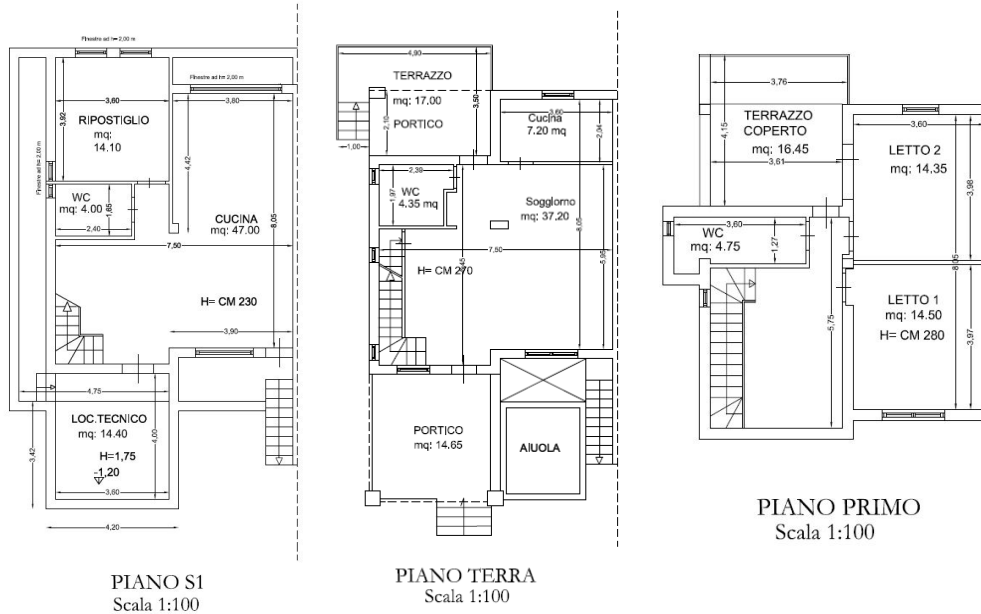 Finestre ad h= 2,00 m
Finestre ad h= 2,00 m
Finestre ad h= 2,00 m
3,60
3,80
3,92
RIPOSTIGLIO
mq:
14.10
4,42
WC
mq: 4.00
1,65
2,40
CUCINA
mq: 47.00
8,05
7,50
H= CM 230
3,90
4,75
LOC.TECNICO
mq: 14.40
H=1,75
-1,20
4,00
3,42
3,60
4,20
PIANO S1
Scala 1:100
4,90
TERRAZZO
mq: 17.00
3,50
PORTICO
2,10
1,00
3,60
Cucina
7.20 mq
2,04
2,39
1,97
WC
4.35 mq
Soggiorno
mq: 37.20
8,05
7,50
5,95
H= CM 270
PORTICO
mq: 14.65
AIUOLA
PIANO TERRA
Scala 1:100
3,76
TERRAZZO
COPERTO
mq: 16.45
4,15
3,61
3,60
LETTO 2
mq: 14.35
3,98
3,60
WC
mq: 4.75
1,27
8,05
LETTO 1
mq: 14.50
H= CM 280
5,75
3,97
PIANO PRIMO
Scala 1:100